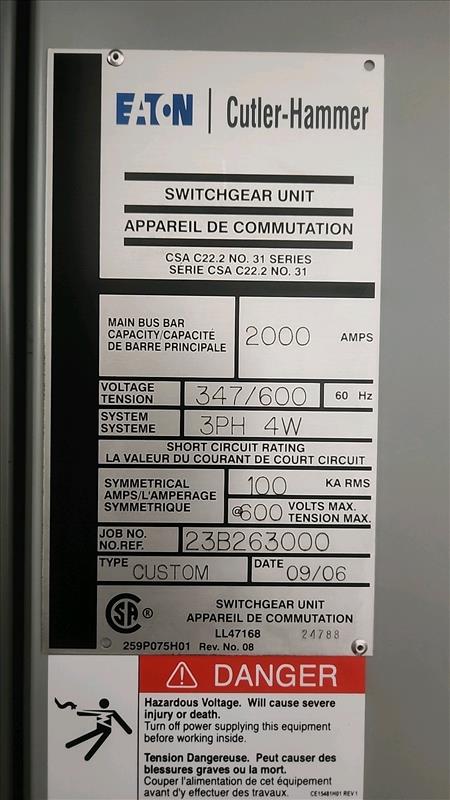 EATON | Cutler-Hammer
SWITCHGEAR UNIT
APPAREIL DE COMMUTATION
CSA C22.2 NO. 31 SERIES
SERIE CSA C22.2 NO. 31
MAIN BUS BAR
CAPACITY/CAPACITÉ
DE BARRE PRINCIPALE
2000 AMPS
VOLTAGE
TENSION
347/600 60 Hz
SYSTEM
SYSTEME
3PH 4W
SHORT CIRCUIT RATING
LA VALEUR DU COURANT DE COURT CIRCUIT
SYMMETRICAL
AMPS/L'AMPERAGE
SYMMETRIQUE
100 KA RMS
@600 VOLTS MAX.
TENSION MAX.
JOB NO.
NO.REF.
23B263000
TYPE CUSTOM DATE 09/06
CSA ®
SWITCHGEAR UNIT
APPAREIL DE COMMUTATION
LL47168 24788
259P075H01 Rev. No. 08
DANGER
Hazardous Voltage. Will cause severe
injury or death.
Turn off power supplying this equipment
before working inside.
Tension Dangereuse. Peut causer des
blessures graves ou la mort.
Couper l'alimentation de cet équipement
avant d'y effectuer des travaux.
CE15481H01 REV 1